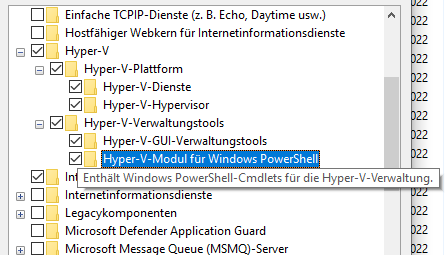 Einfache TCPIP-Dienste (z. B. Echo, Daytime usw.)
Hostfähiger Webkern für Internetinformationsdienste
Hyper-V
Hyper-V-Plattform
Hyper-V-Dienste
Hyper-V-Hypervisor
Hyper-V-Verwaltungstools
Hyper-V-GUI-Verwaltungstools
Hyper-V-Modul für Windows PowerShell
Enthält Windows PowerShell-Cmdlets für die Hyper-V-Verwaltung.
Internetinformationsdienste
Legacykomponenten
Microsoft Defender Application Guard
Microsoft Message Queue (MSMQ)-Server